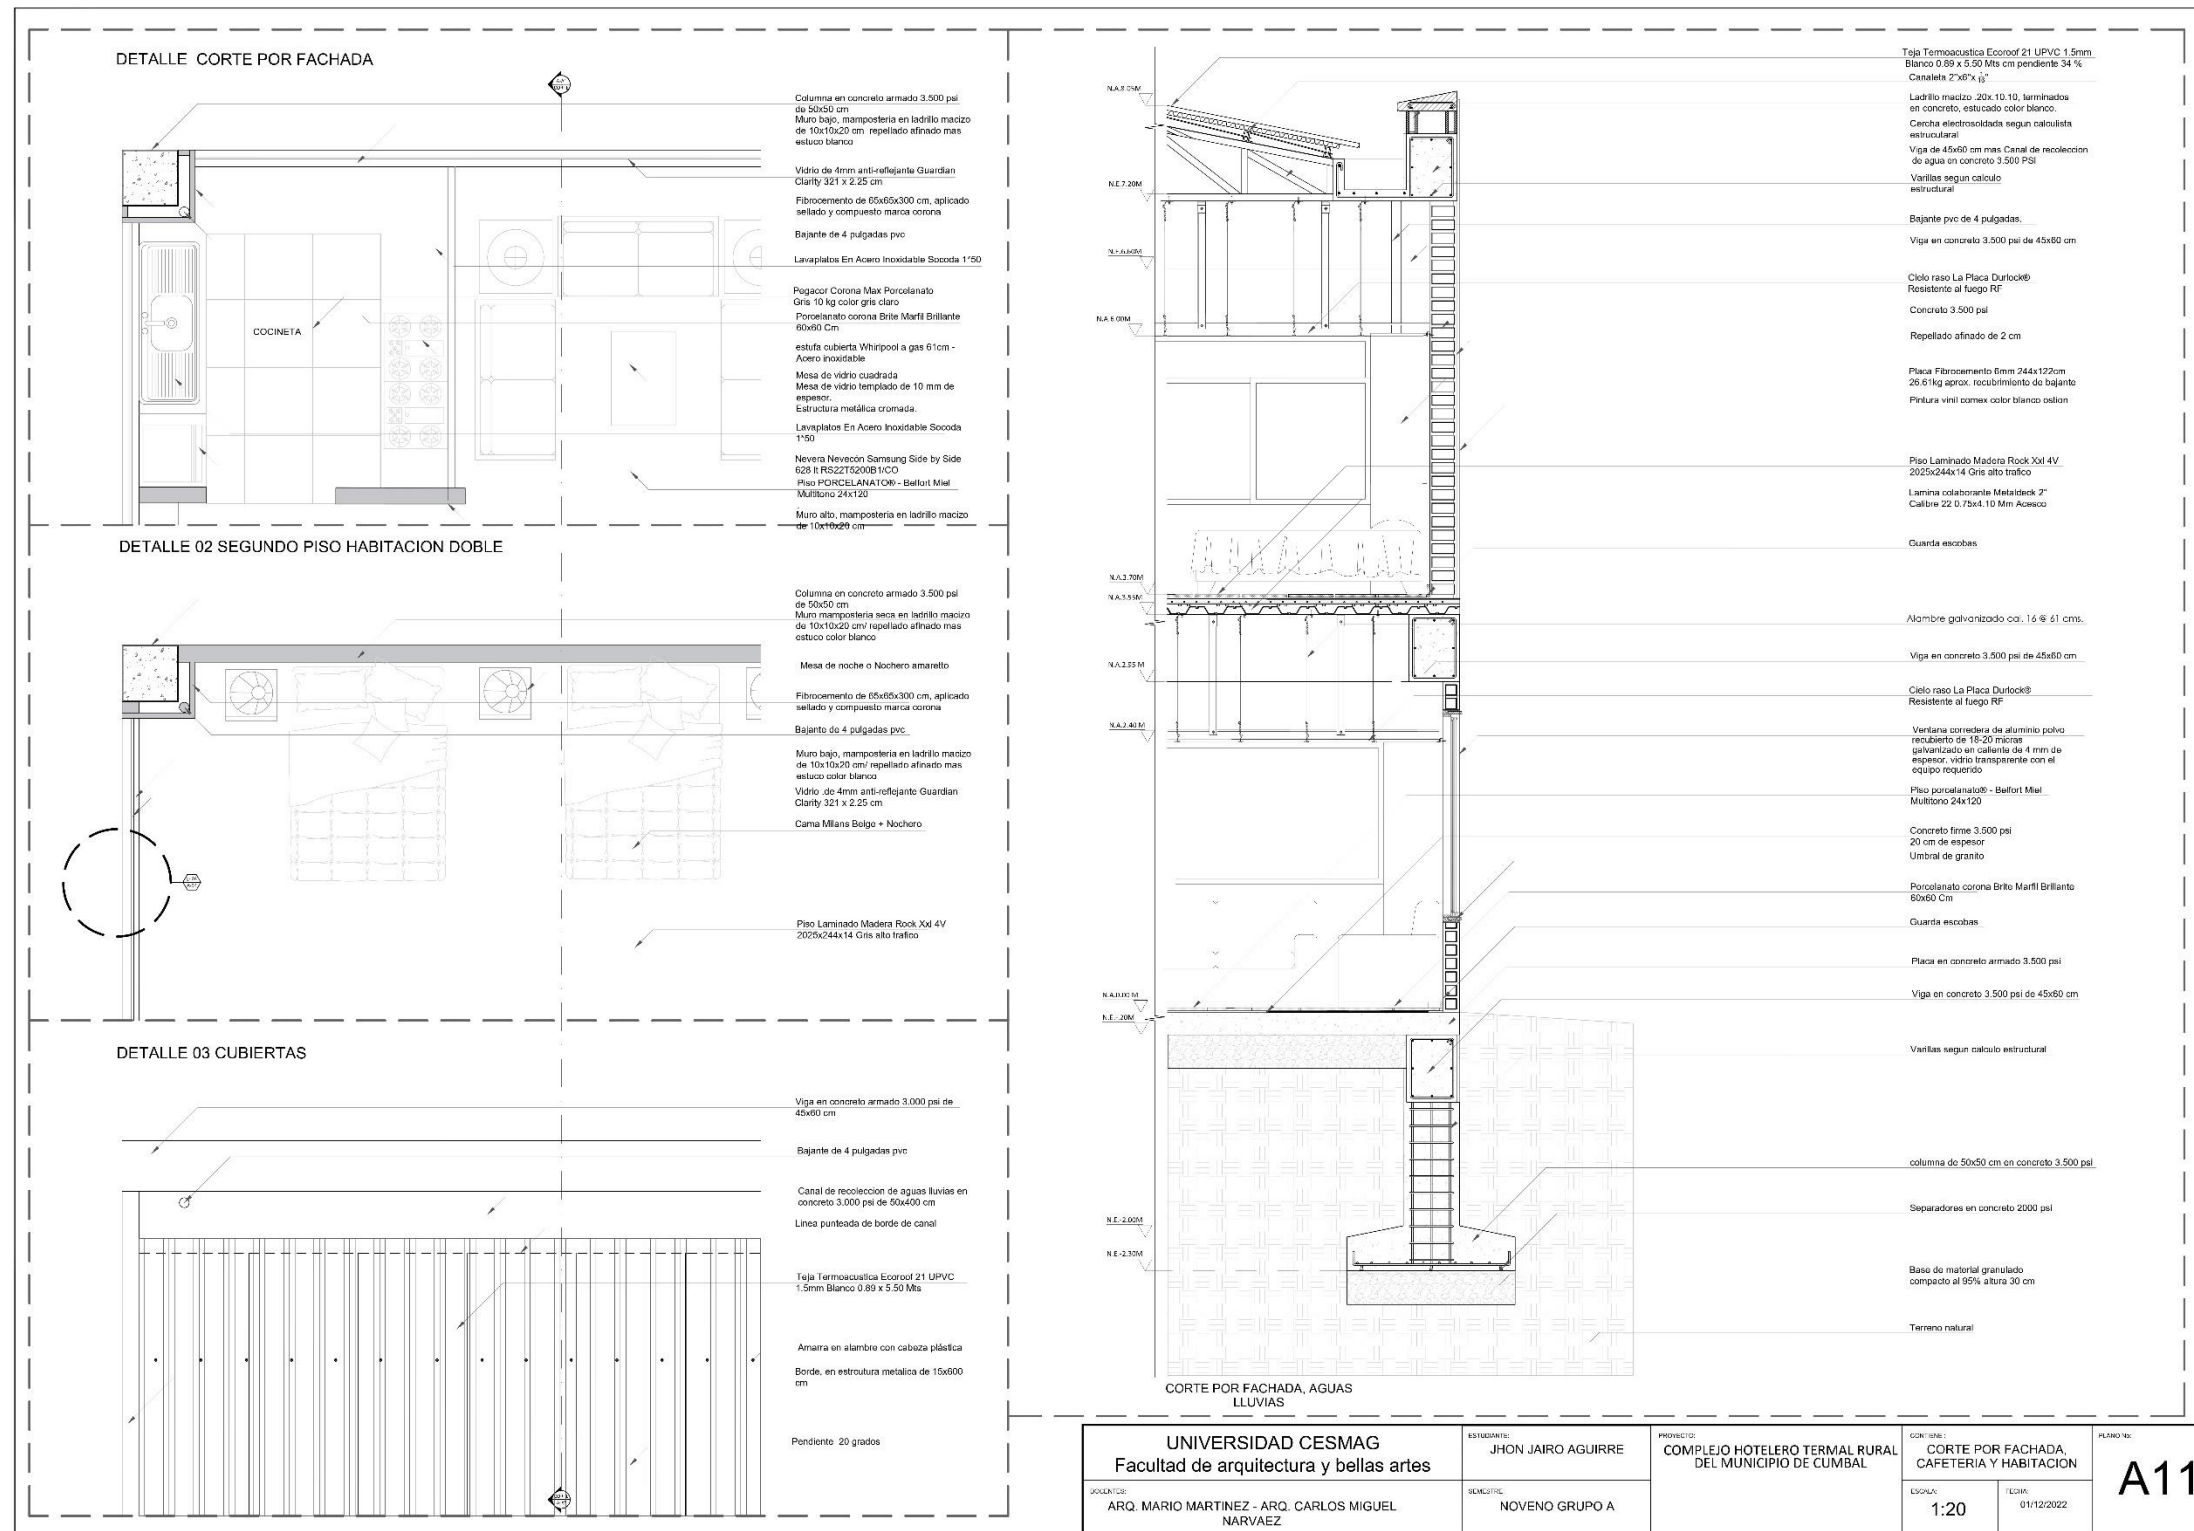 DETALLE CORTE POR FACHADA
Columna en concreto armado 3.500 psi
de 50x50 cm
Muro bajo, mamposteria en ladrillo macizo
de 10x10x20 cm repellado afinado mas
estuco blanco
Vidrio de 4mm anti-reflejante Guardian
Clarity 321 x 2.25 cm
Fibrocemento de 65x65x300 cm, aplicado
sellado y compuesto marca corona
Bajante de 4 pulgadas pvc
Lavaplatos En Acero Inoxidable Socoda 1*50
Pegacor Corona Max Porcelanato
Gris 10 kg color gris claro
Porcelanato corona Brite Marfil Brillante
60x60 Cm
COCINETA
estufa cubierta Whirlpool a gas 61cm -
Acero inoxidable
Mesa de vidrio cuadrada
Mesa de vidrio templado de 10 mm de
espesor.
Estructura metálica cromada.
Lavaplatos En Acero Inoxidable Socoda
1*50
Nevera Nevecón Samsung Side by Side
628 lt RS22T5200B1/CO
Piso PORCELANATO® - Belfort Miel
Multitono 24x120
Muro alto, mamposteria en ladrillo macizo
de 10x10x20 cm
DETALLE 02 SEGUNDO PISO HABITACION DOBLE
Columna en concreto armado 3.500 psi
de 50x50 cm
Muro mamposteria seca en ladrillo macizo
de 10x10x20 cm/ repellado afinado mas
estuco color blanco
Mesa de noche o Nochero amaretto
Fibrocemento de 65x65x300 cm, aplicado
sellado y compuesto marca corona
Bajante de 4 pulgadas pvc
Muro bajo, mamposteria en ladrillo macizo
de 10x10x20 cm/ repellado afinado mas
estuco color blanco
Vidrio .de 4mm anti-reflejante Guardian
Clarity 321 x 2.25 cm
Cama Milans Beige + Nochero
Piso Laminado Madera Rock Xxl 4V
2025x244x14 Gris alto trafico
DETALLE 03 CUBIERTAS
Viga en concreto armado 3.000 psi de
45x60 cm
Bajante de 4 pulgadas pvc
Canal de recoleccion de aguas lluvias en
concreto 3.000 psi de 50x400 cm
Linea punteada de borde de canal
Teja Termoacustica Ecoroof 21 UPVC
1.5mm Blanco 0.89 x 5.50 Mts
Amarra en alambre con cabeza plástica
Borde, en estroutura metalica de 15x600
cm
Pendiente 20 grados
Teja Termoacustica Ecoroof 21 UPVC 1.5mm
Blanco 0.89 x 5.50 Mts cm pendiente 34 %
Canaleta 2"x6"x
Ladrillo macizo .20x.10.10, terminados
en concreto, estucado color blanco.
Cercha electrosoldada segun calculista
estrucutaral
Viga de 45x60 cm mas Canal de recoleccion
de agua en concreto 3.500 PSI
Varillas segun calculo
estructural
Bajante pvc de 4 pulgadas.
Viga en concreto 3.500 psi de 45x60 cm
Cielo raso La Placa Durlock®
Resistente al fuego RF
Concreto 3.500 psi
Repellado afinado de 2 cm
Placa Fibrocemento 6mm 244x122cm
26.61kg aprox. recubrimiento de bajante
Pintura vinil comex color blanco ostion
Piso Laminado Madera Rock Xxl 4V
2025x244x14 Gris alto trafico
Lamina colaborante Metaldeck 2"
Calibre 22 0.75x4.10 Mm Acesco
Guarda escobas
Alambre galvanizado cal. 16 @ 61 cms.
Viga en concreto 3.500 psi de 45x60 cm
Cielo raso La Placa Durlock®
Resistente al fuego RF
Ventana corredera de aluminio polvo
recubierto de 18-20 micras
galvanizado en caliente de 4 mm de
espesor, vidrio transparente con el
equipo requerido
Piso porcelanato® - Belfort Miel
Multitono 24x120
Concreto firme 3.500 psi
20 cm de espesor
Umbral de granito
Porcelanato corona Brite Marfil Brillante
60x60 Cm
Guarda escobas
Placa en concreto armado 3.500 psi
Viga en concreto 3.500 psi de 45x60 cm
Varillas segun calculo estructural
columna de 50x50 cm en concreto 3.500 psi
Separadores en concreto 2000 psi
Base de material granulado
compacto al 95% altura 30 cm
Terreno natural
N.A.8.05M
N.E.7.20M
N.F.6.60M
N.A.6.00M
N.A.3.70M
N.A.3.55M
N.A.2.95 M
N.A.2.40 M
N.A.0.00 M
N.E.-.20M
N.E.-2.00M
N.E.-2.30M
CORTE POR FACHADA, AGUAS
LLUVIAS
UNIVERSIDAD CESMAG
Facultad de arquitectura y bellas artes
DOCENTES:
ARQ. MARIO MARTINEZ - ARQ. CARLOS MIGUEL
NARVAEZ
ESTUDIANTE:
JHON JAIRO AGUIRRE
SEMESTRE:
NOVENO GRUPO A
PROYECTO:
COMPLEJO HOTELERO TERMAL RURAL
DEL MUNICIPIO DE CUMBAL
CONTIENE:
CORTE POR FACHADA,
CAFETERIA Y HABITACION
ESCALA:
1:20
FECHA:
01/12/2022
PLANO No:
A11